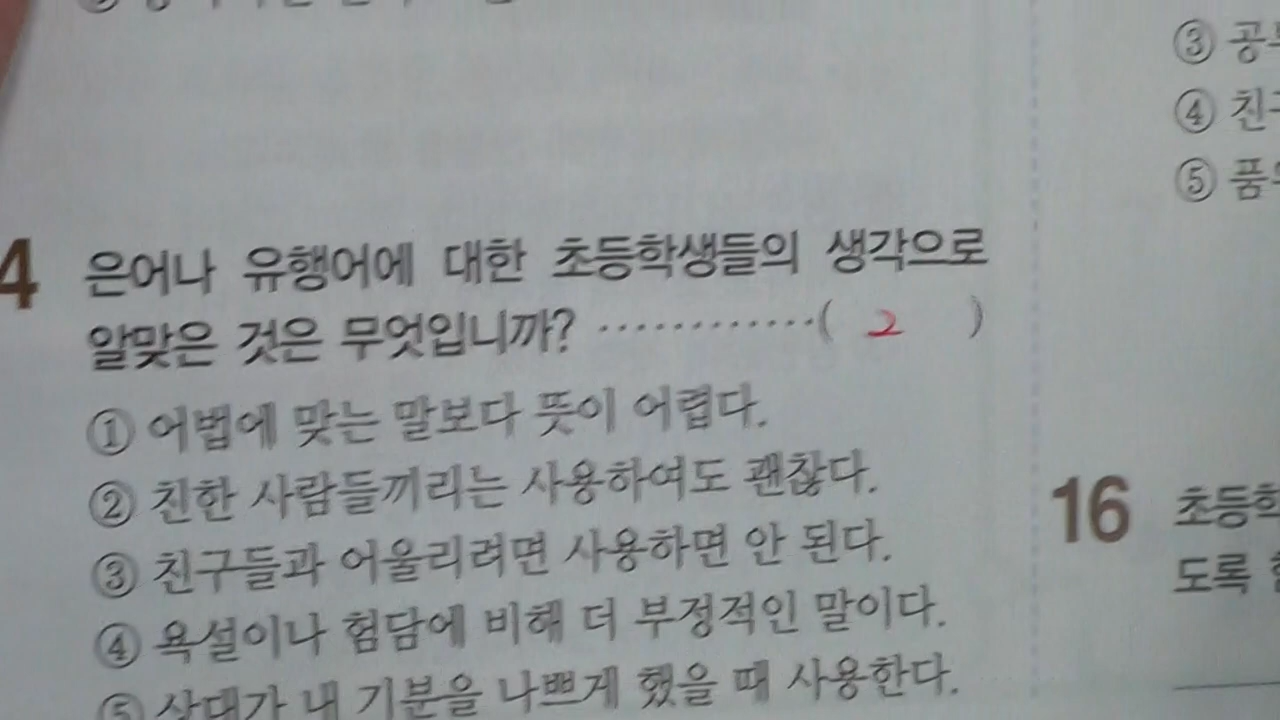 4 은어나 유행어에 대한 초등학생들의 생각으로
알맞은 것은 무엇입니까? …………( 2 )
① 어법에 맞는 말보다 뜻이 어렵다.
② 친한 사람들끼리는 사용하여도 괜찮다.
③ 친구들과 어울리려면 사용하면 안 된다.
④ 욕설이나 험담에 비해 더 부정적인 말이다.
⑤ 상대가 내 기분을 나쁘게 했을 때 사용한다.
③
④
⑤
16
도록